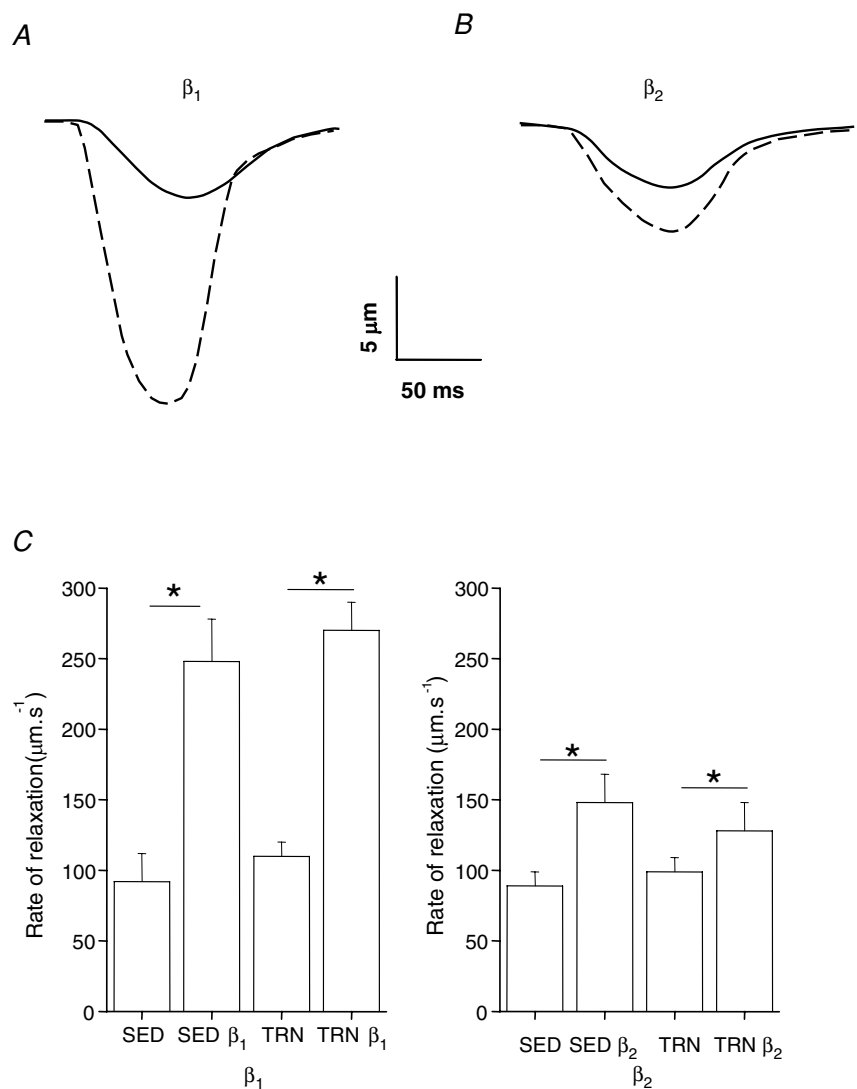 A
B
β₁
β₂
5 µm
50 ms
C
Rate of relaxation(µm.s⁻¹)
300
250
200
150
100
50
0
* *
SED SED β₁ TRN TRN β₁
β₁
Rate of relaxation (µm.s⁻¹)
300
250
200
150
100
50
0
* *
SED SED β₂ TRN TRN β₂
β₂